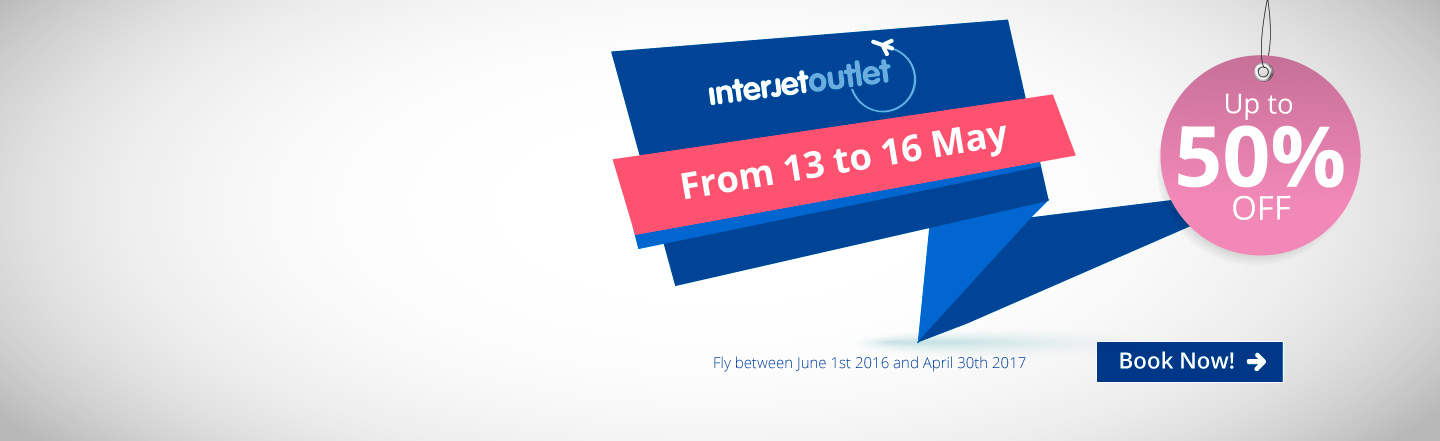 interjetoutlet
From 13 to 16 May
Up to
50%
OFF
Fly between June 1st 2016 and April 30th 2017
Book Now!